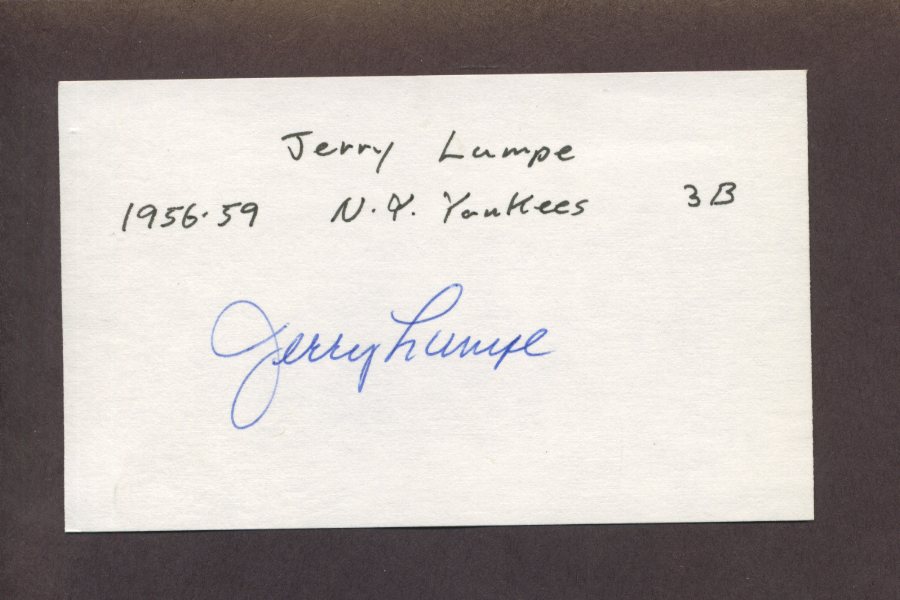 Jerry Lumpe
1956-59 N.Y. Yankees 3B
Jerry Lumpe